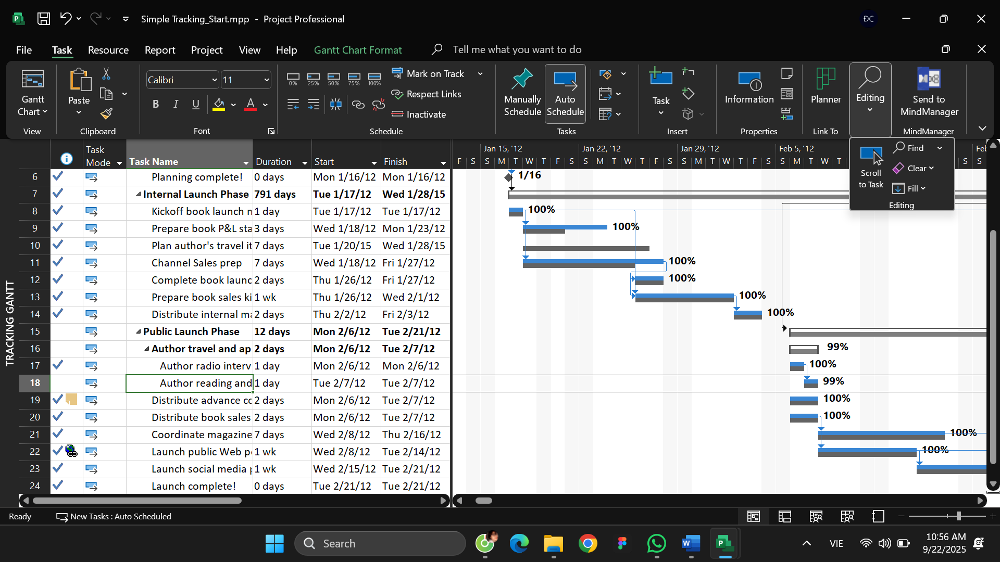 Simple Tracking_Start.mpp - Project Professional
ĐC
File Task Resource Report Project View Help Gantt Chart Format Tell me what you want to do
Gantt Chart
View
Paste
Clipboard
Calibri 11
B I U A
Font
0% 25% 50% 75% 100%
Mark on Track
Respect Links
Inactivate
Schedule
Manually Schedule
Auto Schedule
Tasks
Task
Insert
Information
Properties
Planner
Link To
Editing
Send to MindManager
MindManager
Scroll to Task
Find
Clear
Fill
Editing
Task Mode Task Name Duration Start Finish
Jan 15, '12 Jan 22, '12 Jan 29, '12 Feb 5, '12 Feb
F S S M T W T F S S M T W T F S S M T W T F S S M T W T S S
TRACKING GANTT
6 Planning complete! 0 days Mon 1/16/12 Mon 1/16/12 1/16
7 Internal Launch Phase 791 days Tue 1/17/12 Wed 1/28/15
8 Kickoff book launch n 1 day Tue 1/17/12 Tue 1/17/12 100%
9 Prepare book P&L sta 3 days Wed 1/18/12 Mon 1/23/12 100%
10 Plan author's travel it 7 days Tue 1/20/15 Wed 1/28/15
11 Channel Sales prep 7 days Wed 1/18/12 Fri 1/27/12 100%
12 Complete book launc 2 days Thu 1/26/12 Fri 1/27/12 100%
13 Prepare book sales ki 1 wk Thu 1/26/12 Wed 2/1/12 100%
14 Distribute internal ma 2 days Thu 2/2/12 Fri 2/3/12 100%
15 Public Launch Phase 12 days Mon 2/6/12 Tue 2/21/12
16 Author travel and ap 2 days Mon 2/6/12 Tue 2/7/12 99%
17 Author radio interv 1 day Mon 2/6/12 Mon 2/6/12 100%
18 Author reading and 1 day Tue 2/7/12 Tue 2/7/12 99%
19 Distribute advance cc 2 days Mon 2/6/12 Tue 2/7/12 100%
20 Distribute book sales 2 days Mon 2/6/12 Tue 2/7/12 100%
21 Coordinate magazine 7 days Wed 2/8/12 Thu 2/16/12 100%
22 Launch public Web p 1 wk Wed 2/8/12 Tue 2/14/12 100%
23 Launch social media 1 wk Wed 2/15/12 Tue 2/21/12
24 Launch complete! 0 days Tue 2/21/12 Tue 2/21/12
Ready New Tasks : Auto Scheduled
Search
VIE
10:56 AM
9/22/2025